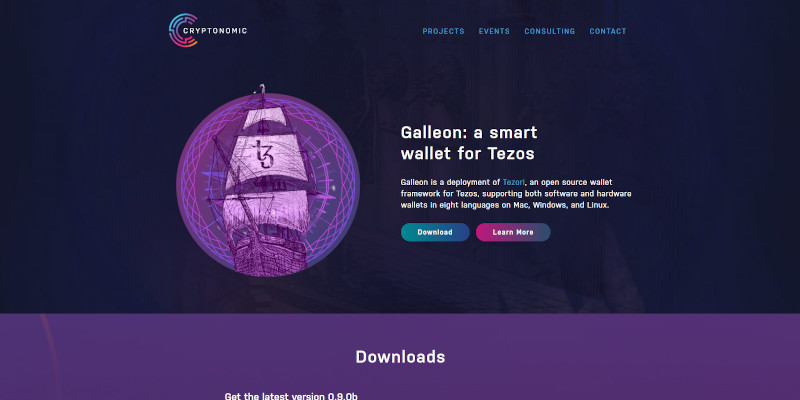 CRYPTONOMIC
PROJECTS EVENTS CONSULTING CONTACT
Galleon: a smart
wallet for Tezos
Galleon is a deployment of Tezori, an open source wallet
framework for Tezos, supporting both software and hardware
wallets in eight languages on Mac, Windows, and Linux.
Download Learn More
Downloads
Get the latest version 0.9.0b